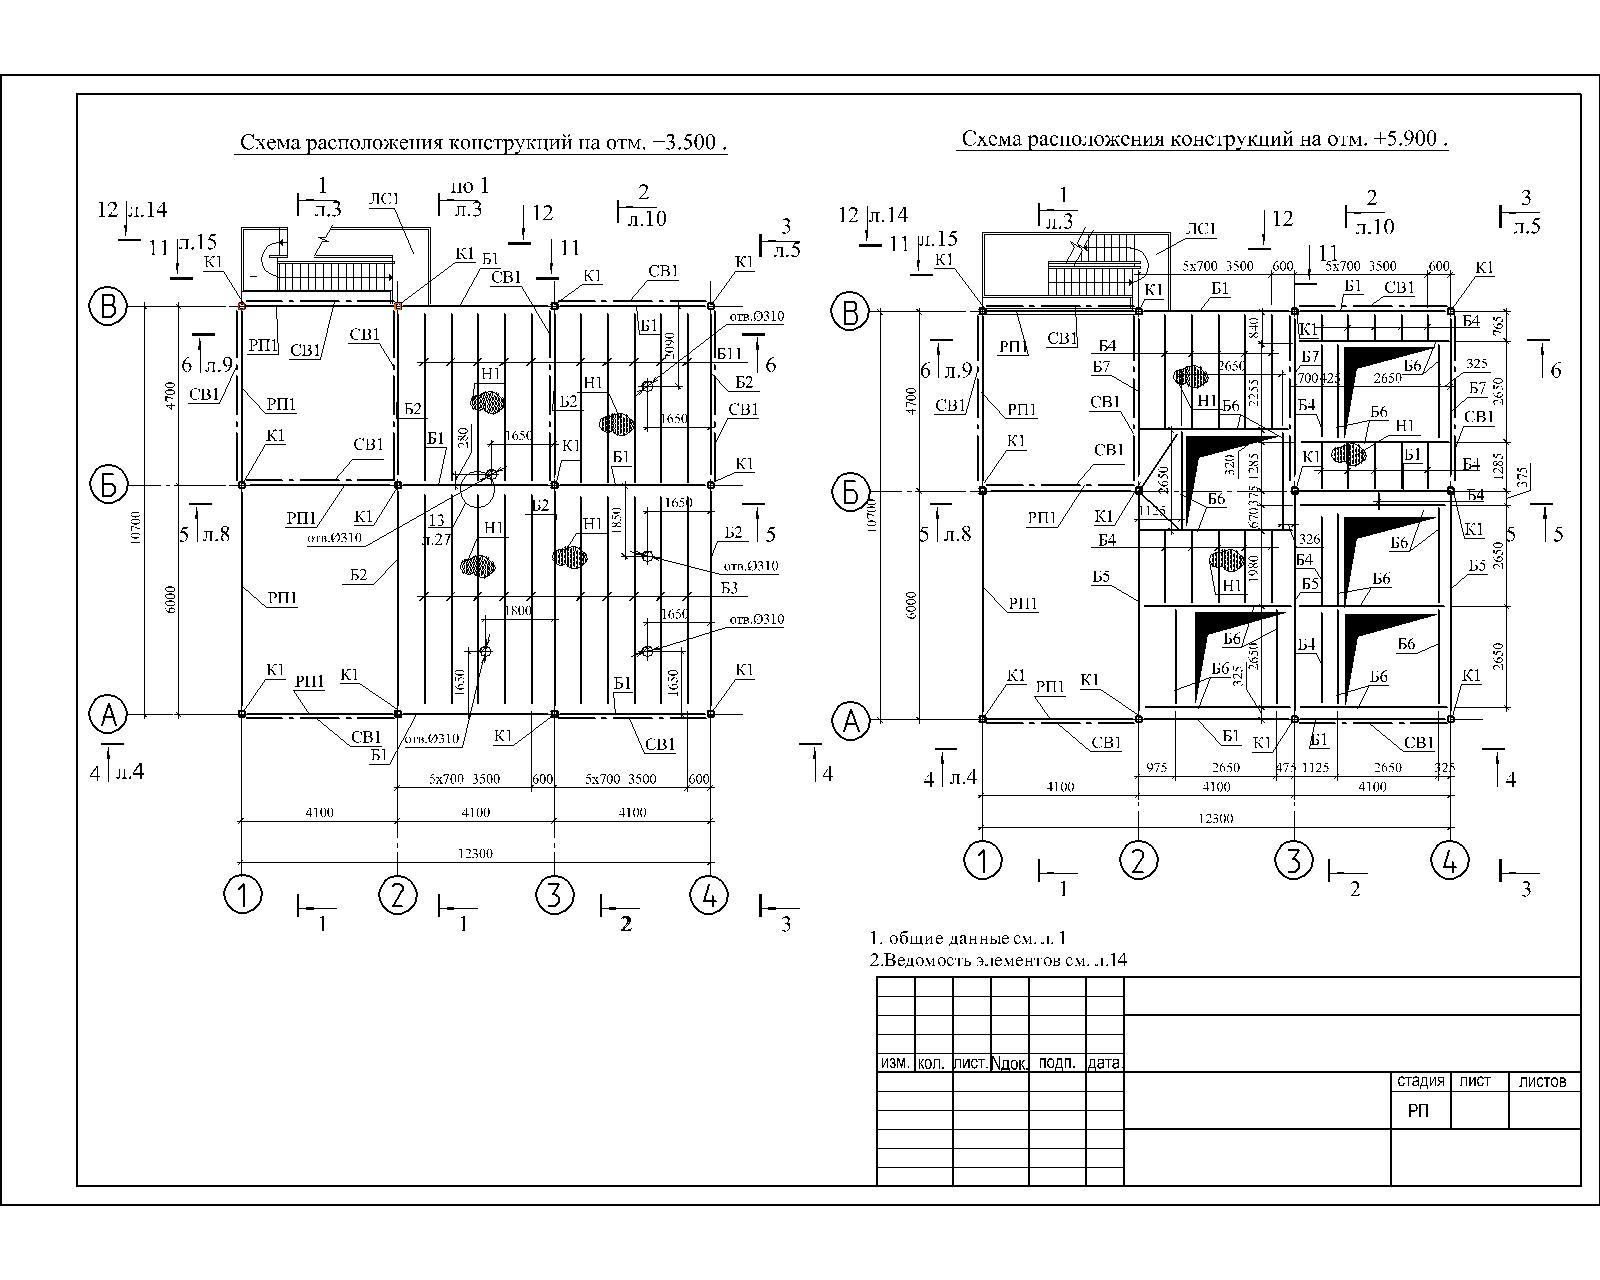 Схема расположения конструкций на отм. +3.500 .
Схема расположения конструкций на отм. +5.900 .
12 л.14
11 л.15
1
л.3
ЛС1
по 1
л.3
12
11
2
л.10
3
л.5
К1
К1
Б1
СВ1
К1
СВ1
К1
В
6 л.9
СВ1
РП1
СВ1
СВ1
Б1
2090
отв.Ø310
Б11
6
4700
РП1
Б2
Н1
Б2
Н1
Б2
СВ1
К1
СВ1
Б1
280
1650
К1
1650
Б1
К1
Б
10700
5 л.8
РП1
отв.Ø310
К1
13
л.27
Н1
Б2
Н1
1850
1650
Б2
5
6000
РП1
Б2
отв.Ø310
Б3
1800
1650
отв.Ø310
К1
РП1
К1
1650
Б1
1650
К1
А
СВ1
Б1
отв.Ø310
К1
СВ1
4 л.4
4
5х700 3500
600
5х700 3500
600
4100
4100
4100
12300
1
2
3
4
1
1
2
3
12 л.14
11 л.15
1
л.3
ЛС1
12
11
2
л.10
3
л.5
К1
5х700 3500
600
5х700 3500
600
К1
К1
Б1
Б1
СВ1
В
6 л.9
РП1
СВ1
Б4
840
К1
Б4
765
6
Б7
2650
Б7
Б6
325
700
425
2650
4700
СВ1
РП1
СВ1
Н1
Б6
2255
Б4
Б6
Н1
Б7
2650
СВ1
К1
СВ1
2650
320
1285
К1
Б1
Б4
1285
375
Б
10700
5 л.8
РП1
К1
1125
Б6
375
670
Б4
Б6
К1
5
5
Б4
326
Б4
2650
6000
РП1
Б5
Н1
1980
Б5
Б6
Б5
Б6
2650
Б4
Б6
2650
К1
РП1
К1
Б6
325
Б6
К1
А
СВ1
Б1
К1
Б1
СВ1
4 л.4
4
975
2650
475
1125
2650
325
4100
4100
4100
12300
1
2
3
4
1
2
3
1. общие данные см. л. 1
2.Ведомость элементов см. л.14
изм. кол. лист. Nдок. подп. дата
стадия лист листов
РП